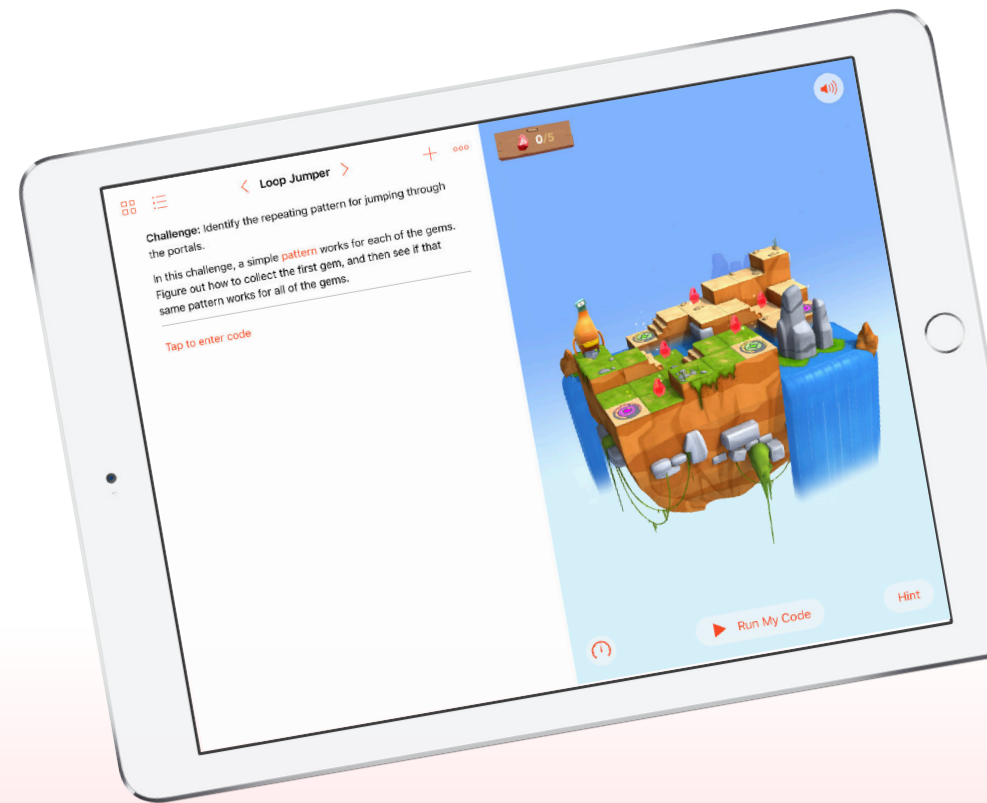 Loop Jumper
Challenge: Identify the repeating pattern for jumping through
the portals.
In this challenge, a simple pattern works for each of the gems.
Figure out how to collect the first gem, and then see if that
same pattern works for all of the gems.
Tap to enter code
0/5
Run My Code
Hint